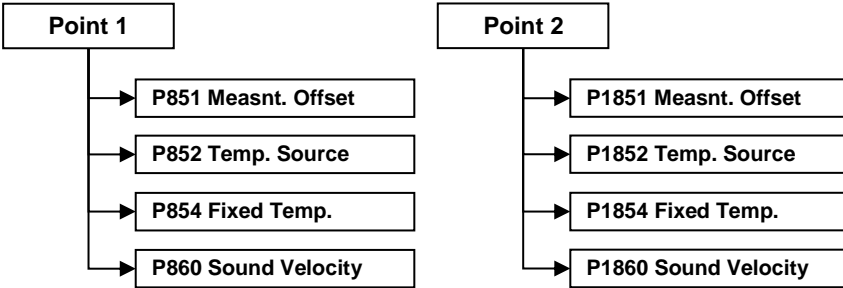 Point 1
P851 Measnt. Offset
P852 Temp. Source
P854 Fixed Temp.
P860 Sound Velocity
Point 2
P1851 Measnt. Offset
P1852 Temp. Source
P1854 Fixed Temp.
P1860 Sound Velocity